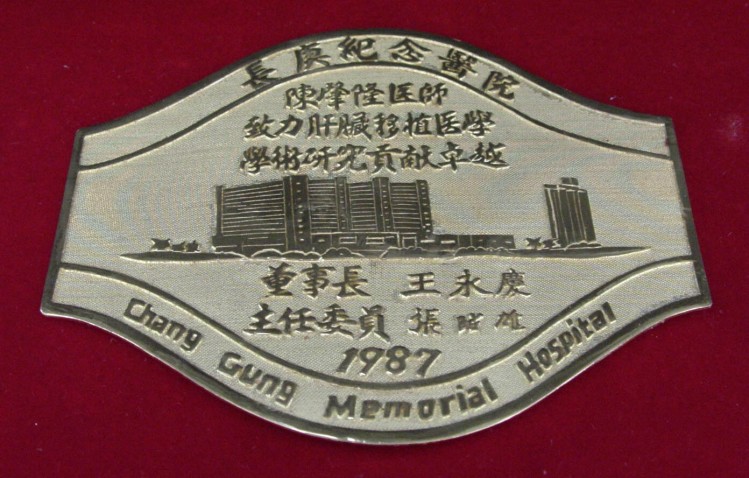 長庚紀念醫院
陳肇隆医師
致力肝臟移植医學
學術研究貢献卓越
董事長 王永慶
主任委員 張昭雄
1987
Chang Gung Memorial Hospital